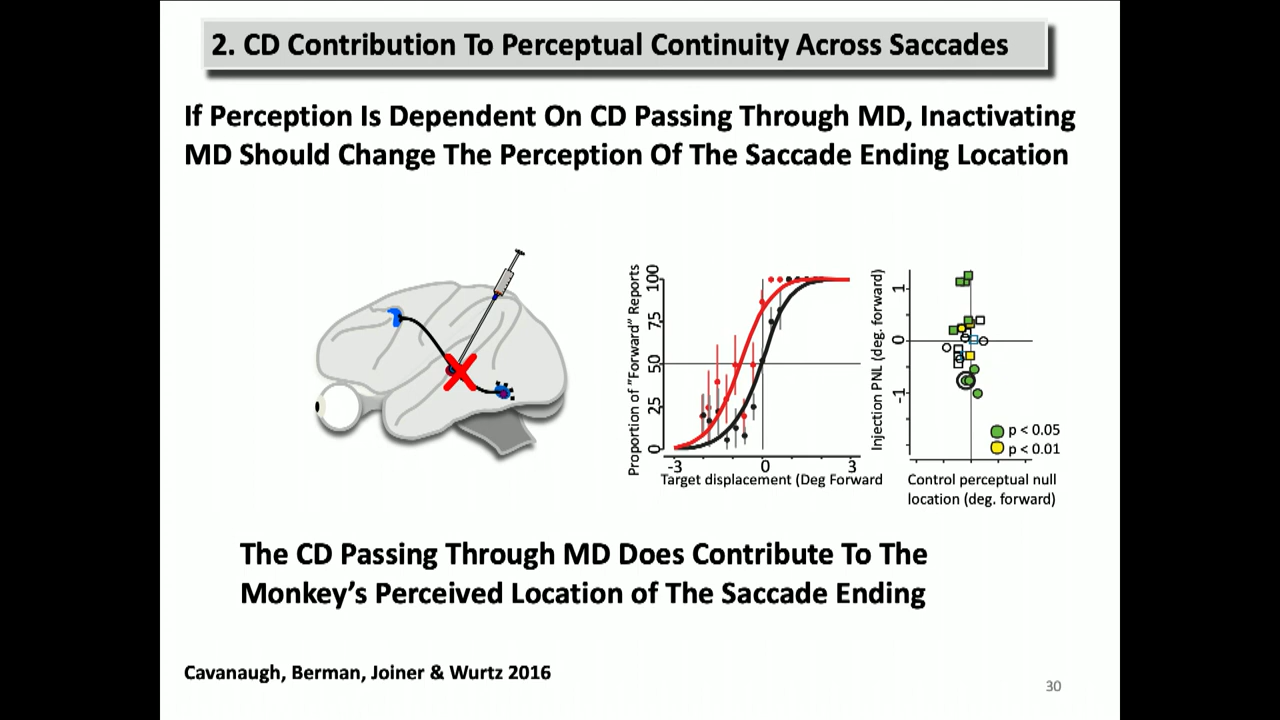 2. CD Contribution To Perceptual Continuity Across Saccades
If Perception Is Dependent On CD Passing Through MD, Inactivating
MD Should Change The Perception Of The Saccade Ending Location
Proportion of "Forward" Reports
100
75
50
25
0
-3
0
3
Target displacement (Deg Forward
Injection PNL (deg. forward)
1
0
-1
p < 0.05
p < 0.01
Control perceptual null
location (deg. forward)
The CD Passing Through MD Does Contribute To The
Monkey's Perceived Location of The Saccade Ending
Cavanaugh, Berman, Joiner & Wurtz 2016
30